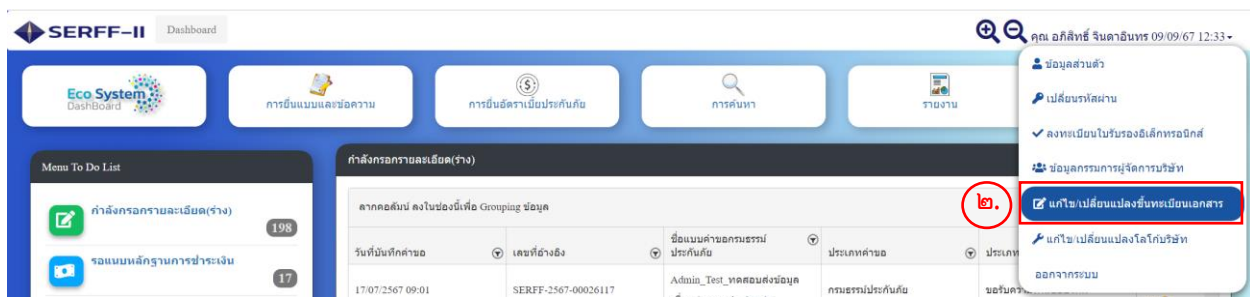 SERFF-II Dashboard
คุณ อภิสิทธิ์ จินดาอินทร 09/09/67 12:33
ข้อมูลส่วนตัว
เปลี่ยนรหัสผ่าน
ลงทะเบียนใบรับรองอิเล็กทรอนิกส์
ข้อมูลกรรมการผู้จัดการบริษัท
๒.
แก้ไข/เปลี่ยนแปลงขึ้นทะเบียนเอกสาร
แก้ไข/เปลี่ยนแปลงโลโก้บริษัท
ออกจากระบบ
Eco System
DashBoard
การยื่นแบบและข้อความ
การยื่นอัตราเบี้ยประกันภัย
การค้นหา
รายงาน
Menu To Do List
กำลังกรอกรายละเอียด(ร่าง)
198
รอแนบหลักฐานการชำระเงิน
17
กำลังกรอกรายละเอียด(ร่าง)
ลากคอลัมน์ ลงในช่องนี้เพื่อ Grouping ข้อมูล
วันที่บันทึกคำขอ
เลขที่อ้างอิง
ชื่อแบบคำขอกรมธรรม์
ประกันภัย
ประเภทคำขอ
17/07/2567 09:01
SERFF-2567-00026117
Admin_Test_ทดสอบส่งข้อมูล
กรมธรรม์ประกันภัย